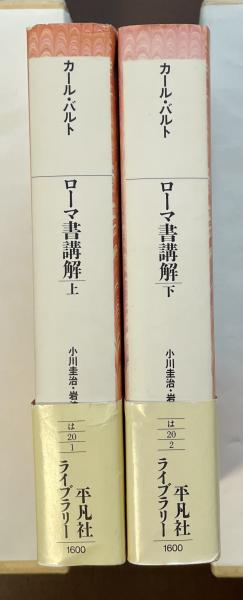 カール・バルト
ローマ書講解 上
小川圭治・岩
は
20
1
平凡社
ライブラリー
1600
カール・バルト
ローマ書講解 下
小川圭治・岩
は
20
2
平凡社
ライブラリー
1600